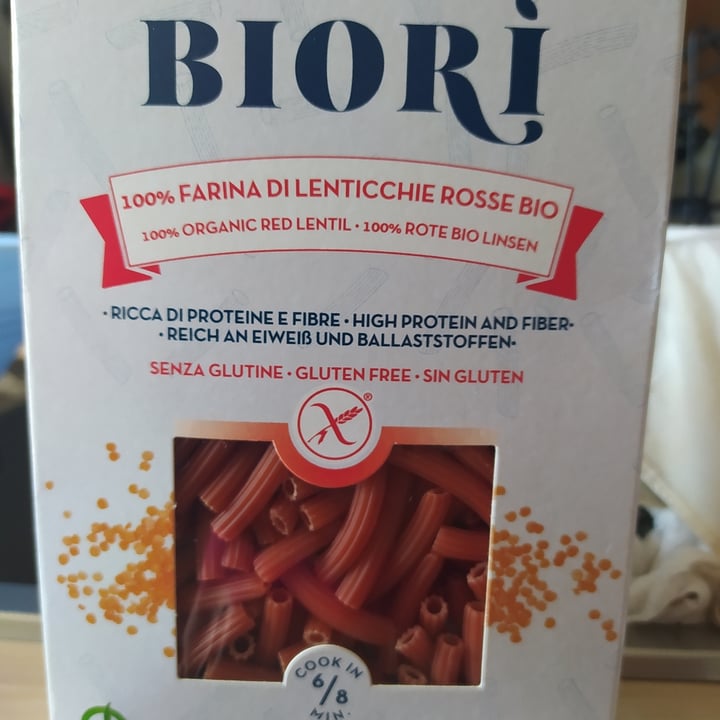 BIORÌ
100% FARINA DI LENTICCHIE ROSSE BIO
100% ORGANIC RED LENTIL • 100% ROTE BIO LINSEN
• RICCA DI PROTEINE E FIBRE • HIGH PROTEIN AND FIBER •
• REICH AN EIWEIß UND BALLASTSTOFFEN •
SENZA GLUTINE • GLUTEN FREE • SIN GLUTEN
®
COOK IN
6/8
MIN.